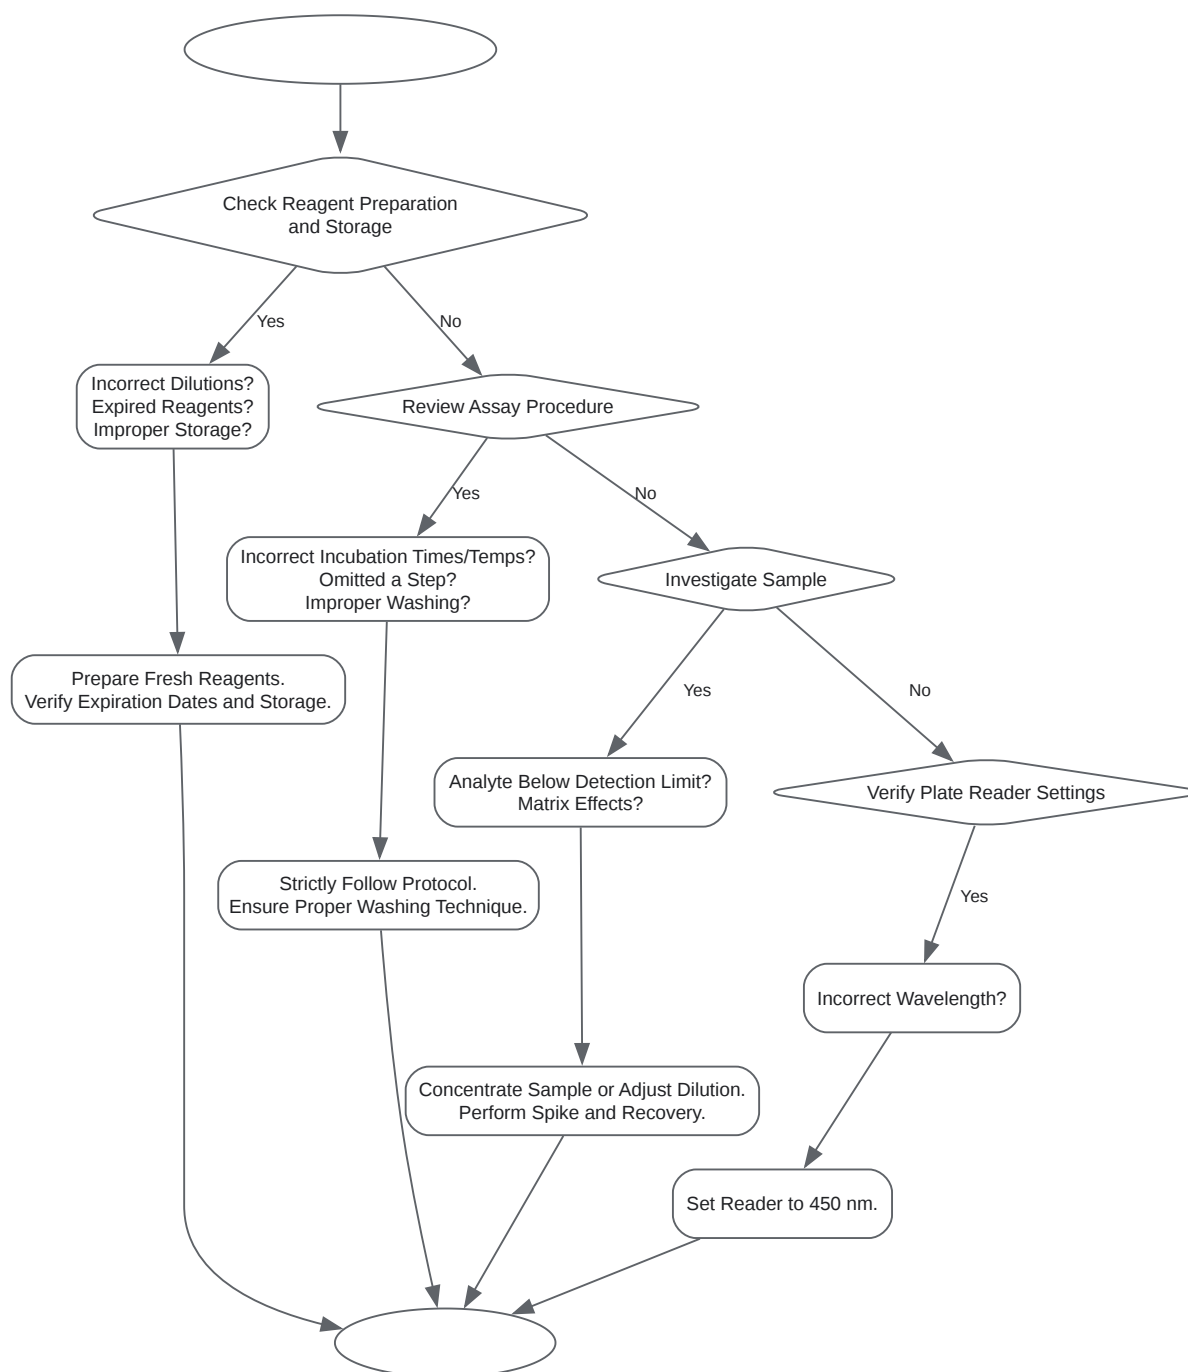 Check Reagent Preparation
and Storage
Yes
No
Incorrect Dilutions?
Expired Reagents?
Improper Storage?
Review Assay Procedure
Yes
No
Incorrect Incubation Times/Temps?
Omitted a Step?
Improper Washing?
Investigate Sample
Prepare Fresh Reagents.
Verify Expiration Dates and Storage.
Yes
No
Analyte Below Detection Limit?
Matrix Effects?
Verify Plate Reader Settings
Strictly Follow Protocol.
Ensure Proper Washing Technique.
Yes
Incorrect Wavelength?
Concentrate Sample or Adjust Dilution.
Perform Spike and Recovery.
Set Reader to 450 nm.